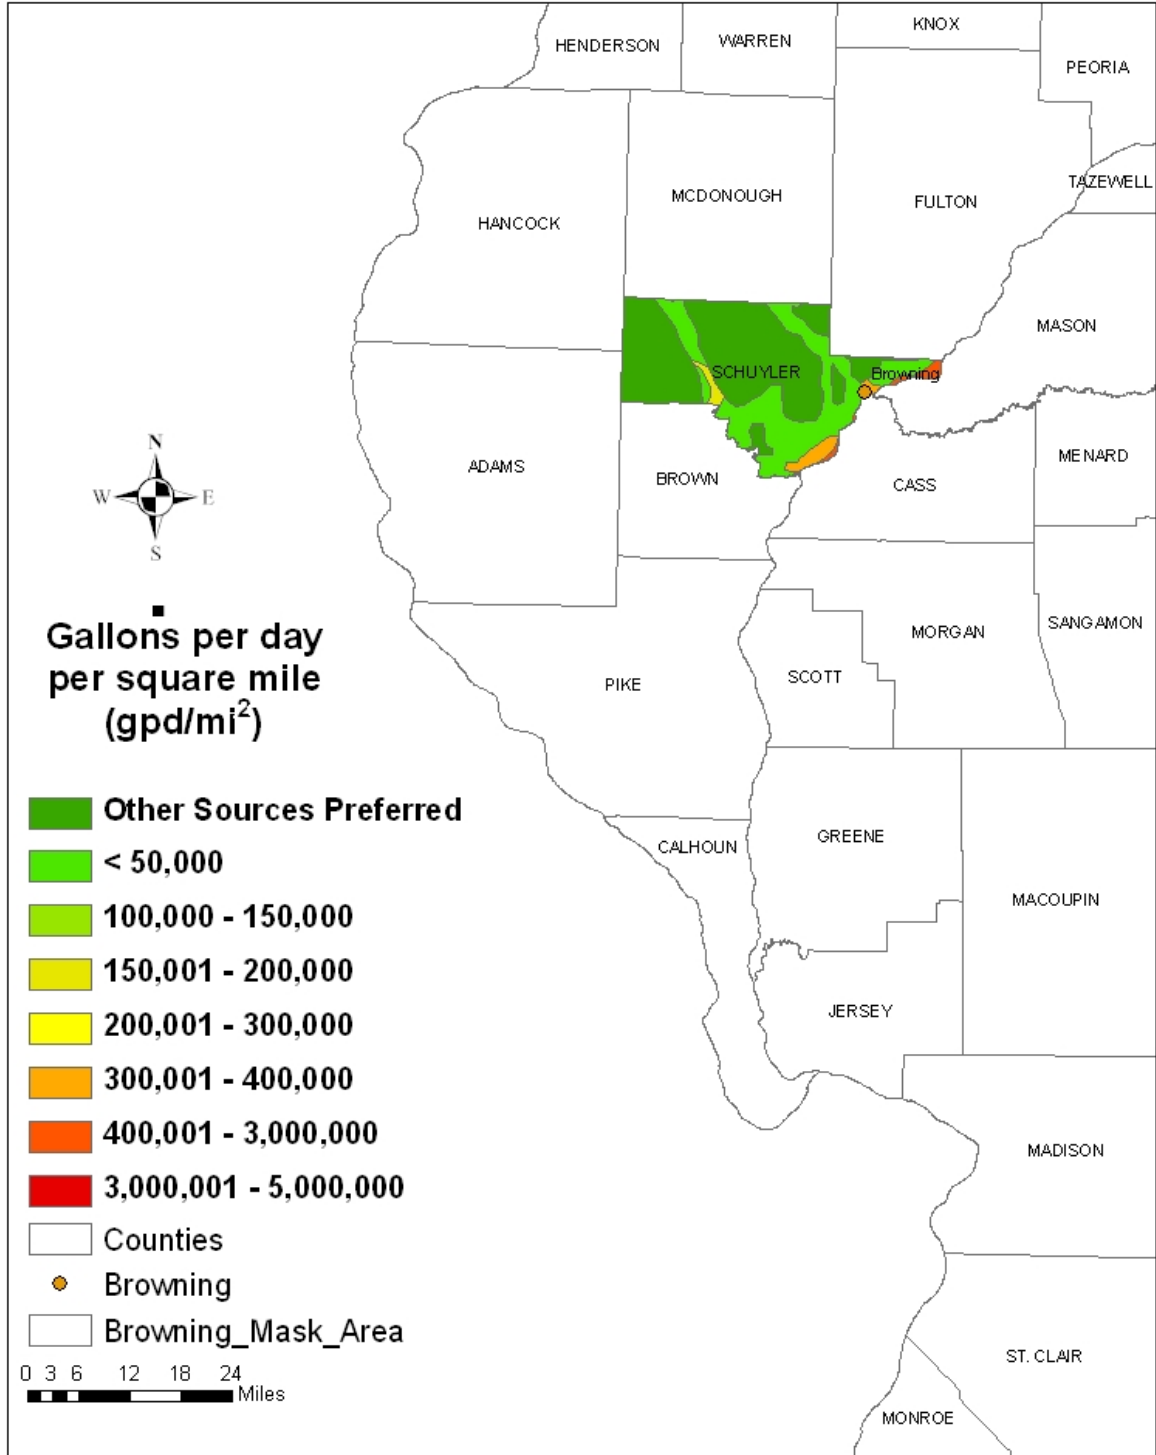 HENDERSON
WARREN
KNOX
PEORIA
TAZEWELL
HANCOCK
MCDONOUGH
FULTON
MASON
SCHUYLER
Browning
ADAMS
BROWN
CASS
MENARD
N
W E
S
Gallons per day
per square mile
(gpd/mi²)
PIKE
SCOTT
MORGAN
SANGAMON
CALHOUN
GREENE
MACOUPIN
JERSEY
MADISON
ST. CLAIR
MONROE
Other Sources Preferred
< 50,000
100,000 - 150,000
150,001 - 200,000
200,001 - 300,000
300,001 - 400,000
400,001 - 3,000,000
3,000,001 - 5,000,000
Counties
Browning
Browning_Mask_Area
0 3 6 12 18 24
Miles